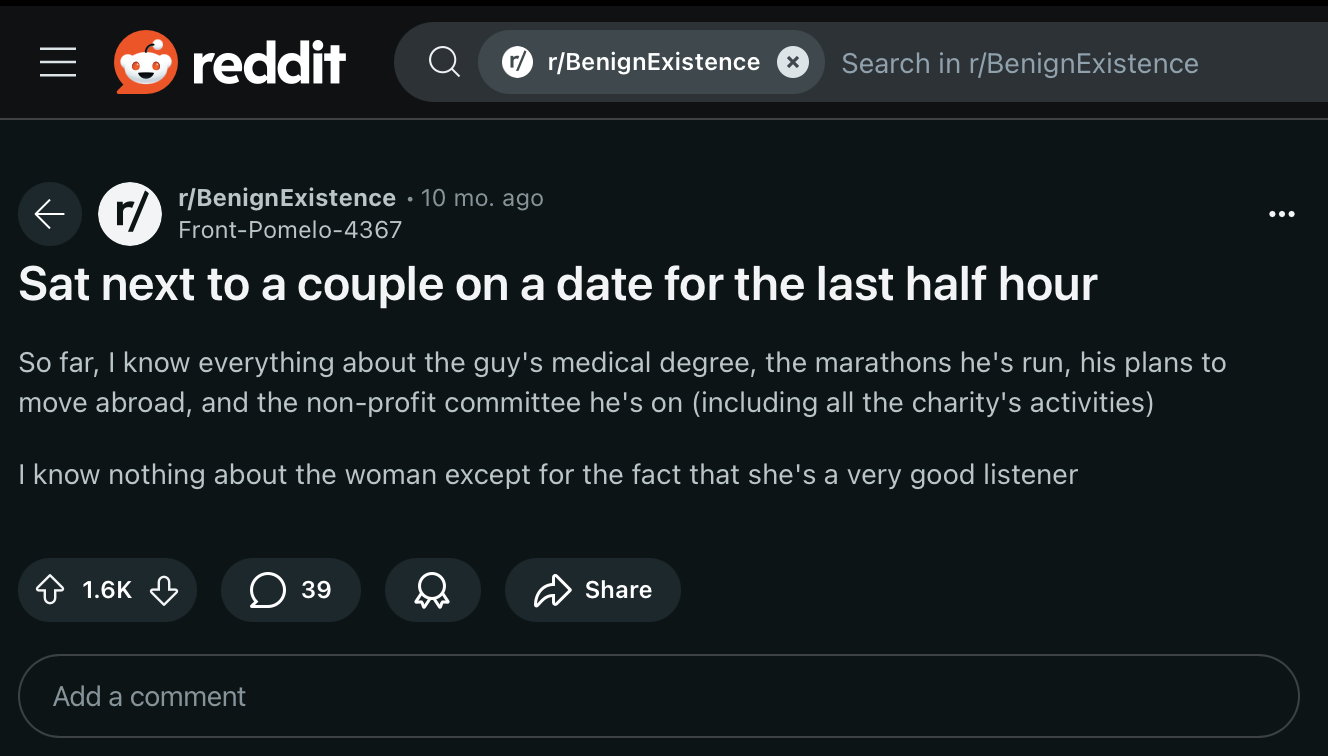 reddit
r/ r/BenignExistence Search in r/BenignExistence
r/ r/BenignExistence • 10 mo. ago
Front-Pomelo-4367
Sat next to a couple on a date for the last half hour
So far, I know everything about the guy's medical degree, the marathons he's run, his plans to
move abroad, and the non-profit committee he's on (including all the charity's activities)
I know nothing about the woman except for the fact that she's a very good listener
1.6K 39 Share
Add a comment